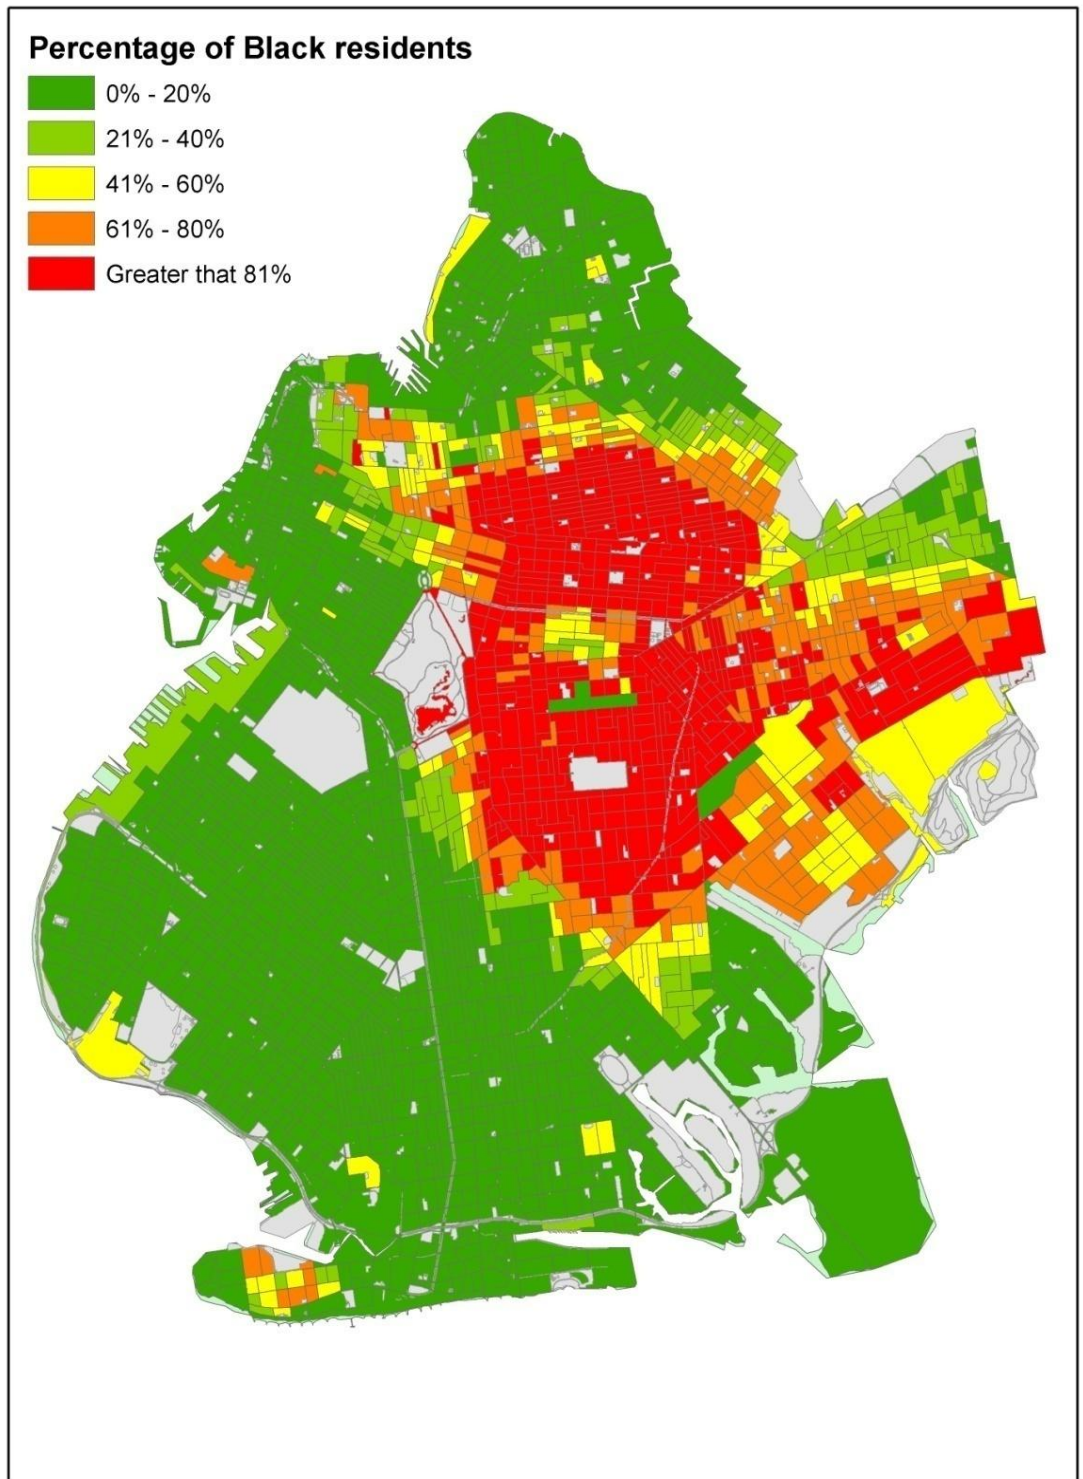 Percentage of Black residents
0% - 20%
21% - 40%
41% - 60%
61% - 80%
Greater that 81%